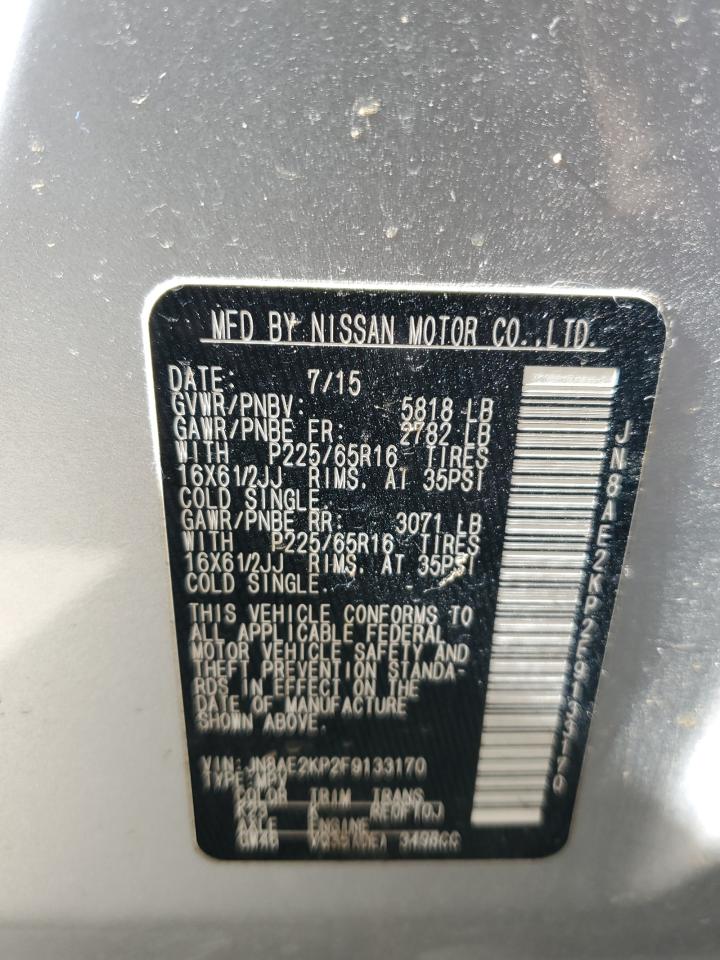 MFD BY NISSAN MOTOR CO.,LTD.
DATE: 7/15
GVWR/PNBV: 5818 LB
GAWR/PNBE FR: 2782 LB
WITH P225/65R16 TIRES
16X61/2JJ RIMS. AT 35PSI
COLD SINGLE.
GAWR/PNBE RR: 3071 LB
WITH P225/65R16 TIRES
16X61/2JJ RIMS. AT 35PSI
COLD SINGLE.
THIS VEHICLE CONFORMS TO
ALL APPLICABLE FEDERAL
MOTOR VEHICLE SAFETY AND
THEFT PREVENTION STANDA-
RDS IN EFFECT ON THE
DATE OF MANUFACTURE
SHOWN ABOVE.
VIN:JN8AE2KP2F9133170
TYPE:MPV
COLOR TRIM TRANS
K23 RE0F10J
AXLE ENGINE
3498CC
JN8AE2KP2F9133170